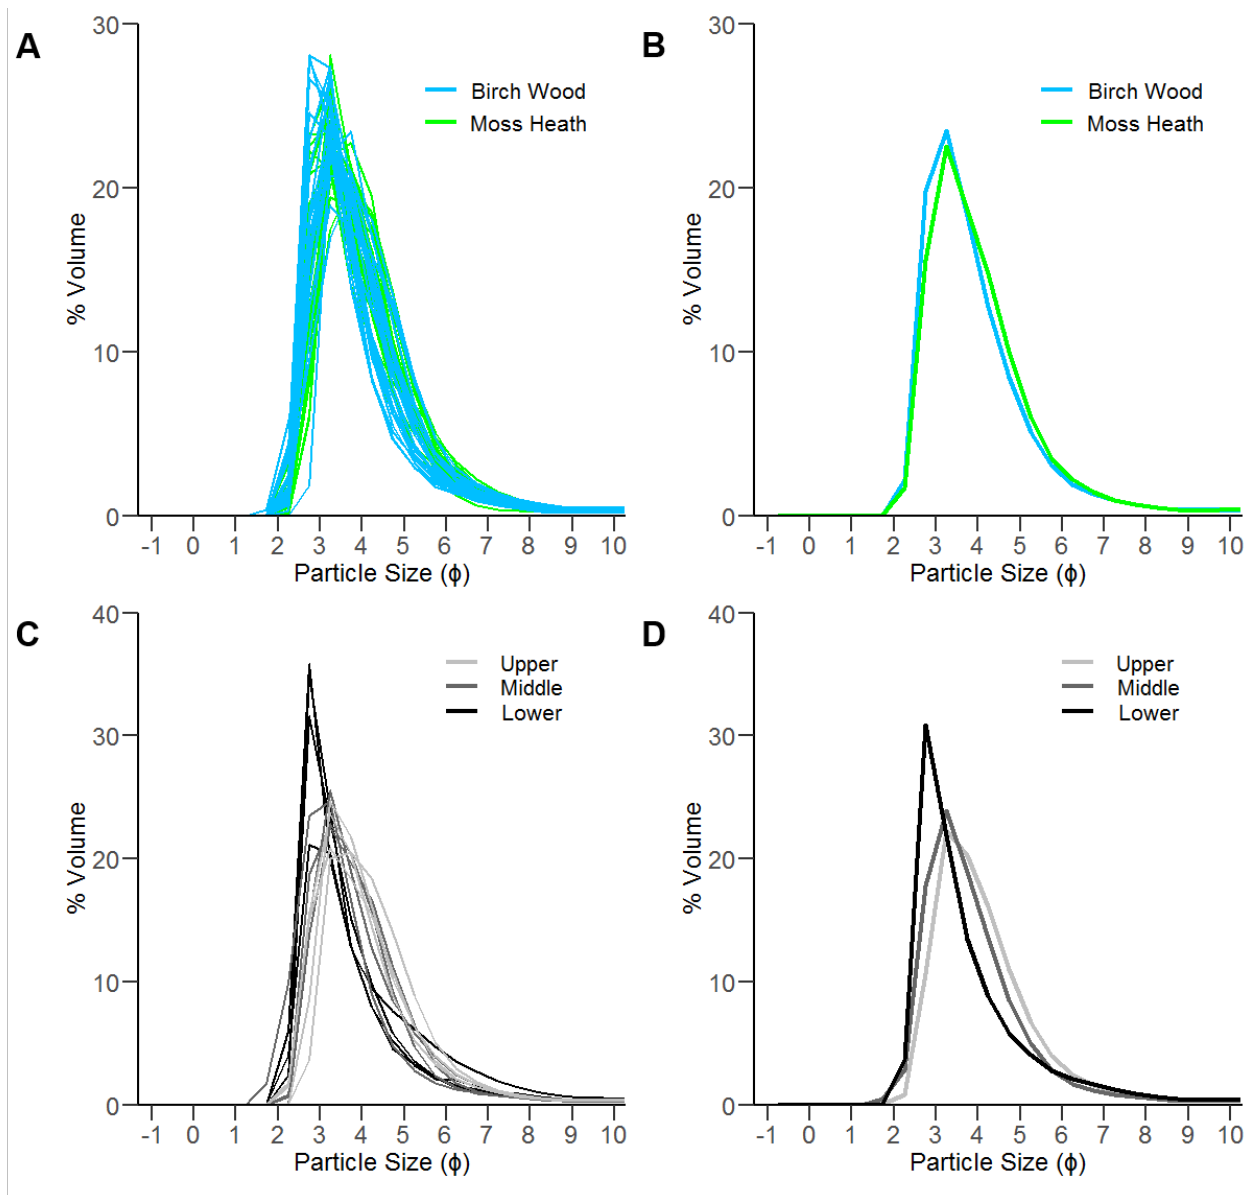 A
30
20
10
0
% Volume
Birch Wood
Moss Heath
-1 0 1 2 3 4 5 6 7 8 9 10
Particle Size (ϕ)
B
30
20
10
0
% Volume
Birch Wood
Moss Heath
-1 0 1 2 3 4 5 6 7 8 9 10
Particle Size (ϕ)
C
40
30
20
10
0
% Volume
Upper
Middle
Lower
-1 0 1 2 3 4 5 6 7 8 9 10
Particle Size (ϕ)
D
40
30
20
10
0
% Volume
Upper
Middle
Lower
-1 0 1 2 3 4 5 6 7 8 9 10
Particle Size (ϕ)